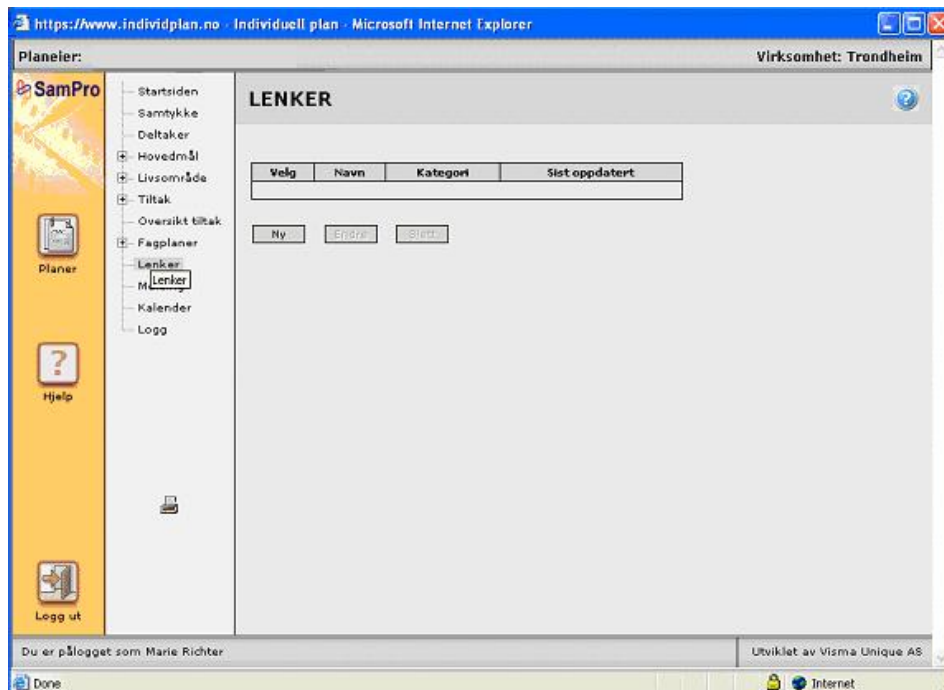 https://www.individplan.no - Individuell plan - Microsoft Internet Explorer
Planeier:
Virksomhet: Trondheim
SamPro
Planer
Hjelp
Logg ut
Startsiden
Samtykke
Deltaker
Hovedmål
Livsområde
Tiltak
Oversikt tiltak
Fagplaner
Lenker
Lenker
Kalender
Logg
LENKER
Velg Navn Kategori Sist oppdatert
Ny Endre Slett
Du er pålogget som Marie Richter
Utviklet av Visma Unique AS
Done
Internet